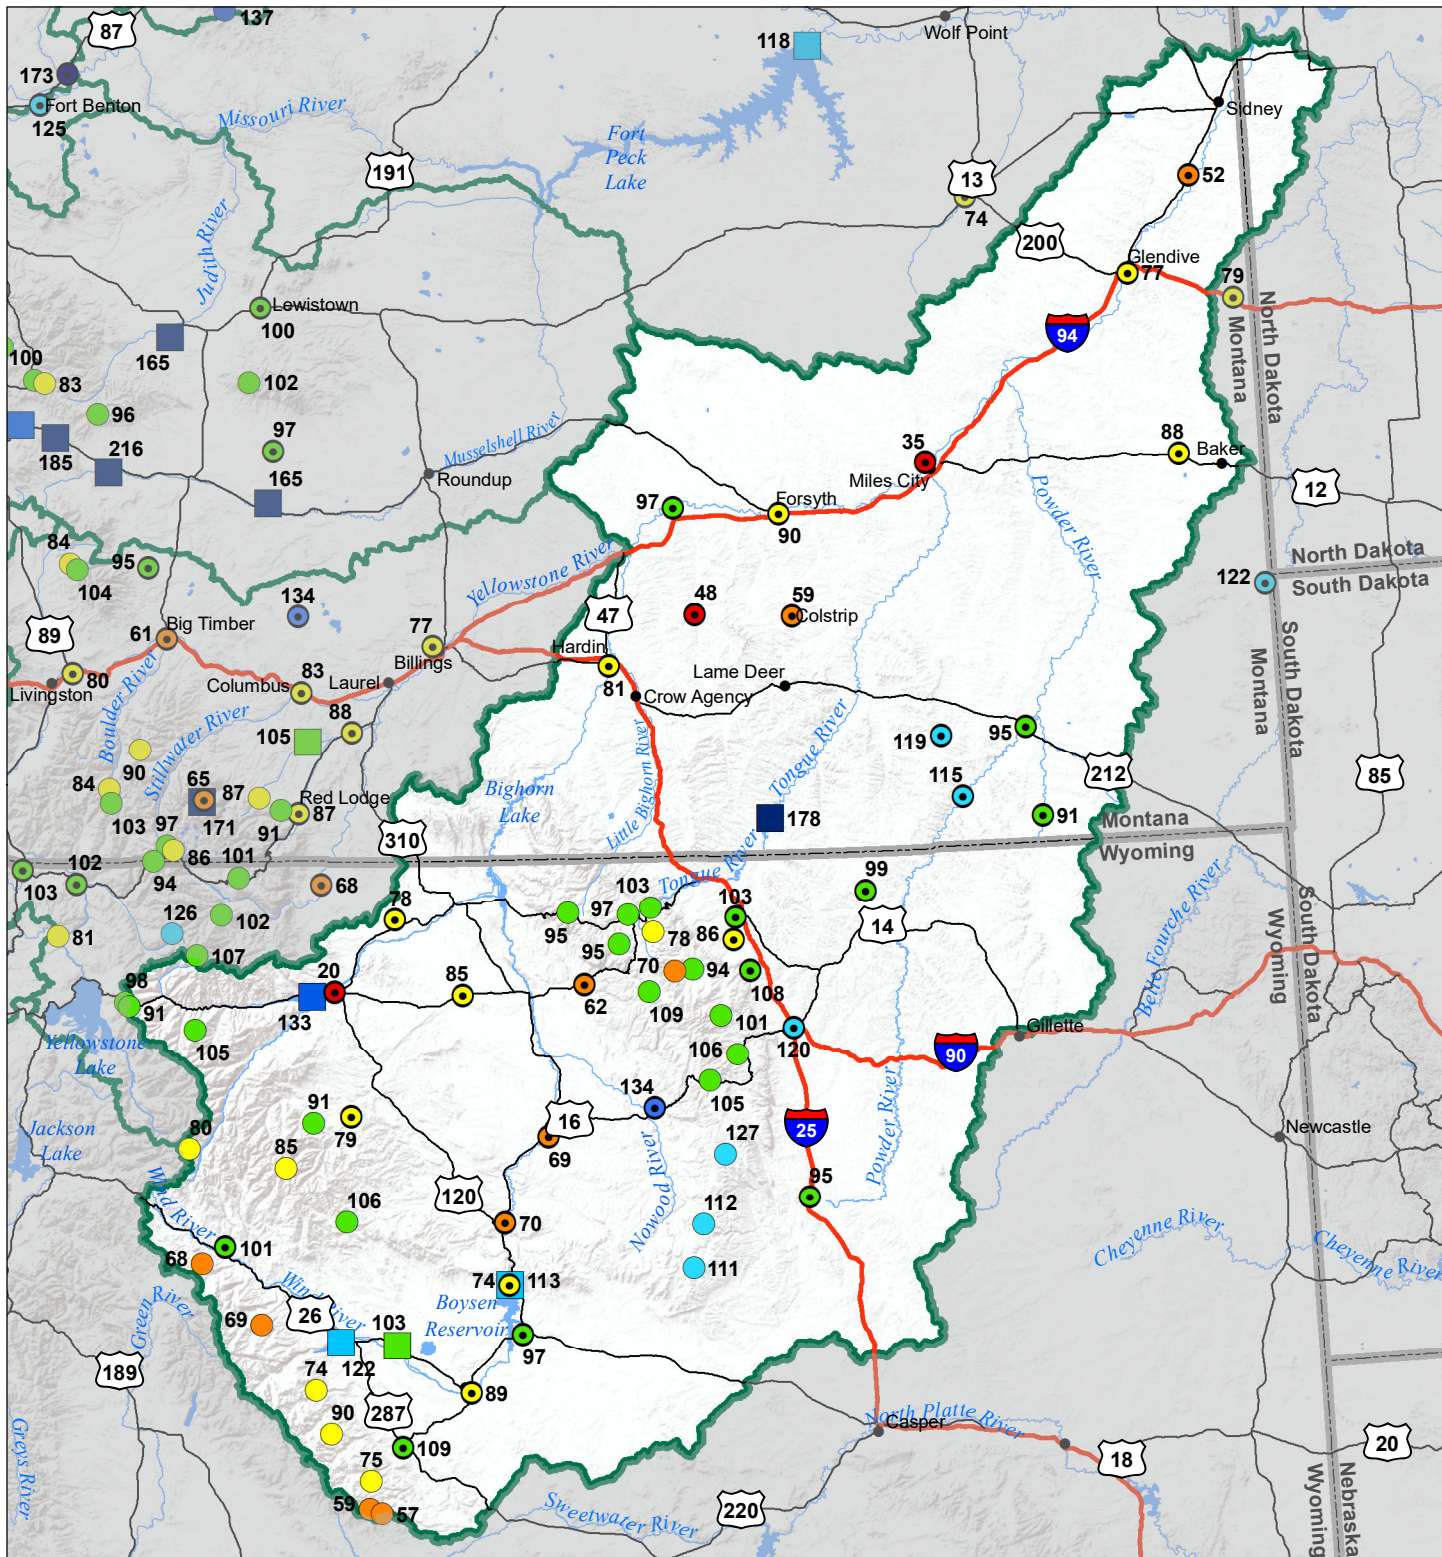 137
87
118
Wolf Point
173
Fort Benton
125
Missouri River
Sidney
Fort
Peck
Lake
191
13
52
74
Judith River
200
Glendive
77
79
North Dakota
Montana
Lewistown
100
165
94
100
83
102
96
97
88
Baker
35
Musselshell River
185
216
165
Roundup
Miles City
12
97
Forsyth
90
Powder River
84
104
95
Yellowstone River
North Dakota
South Dakota
122
134
48
59
Colstrip
47
89
61
Big Timber
77
Billings
Hardin
80
Livingston
Boulder River
Columbus
83
Laurel
81
Lame Deer
Crow Agency
South Dakota
Montana
Stillwater River
88
105
90
119
95
Tongue River
Little Bighorn River
212
85
84
103
65
171
87
91
Red Lodge
87
Bighorn
Lake
115
178
91
Montana
Wyoming
310
97
94
86
101
102
103
68
Tongue River
99
78
103
97
95
103
14
Belle Fourche River
126
102
81
107
95
78
86
South Dakota
Wyoming
98
91
20
133
85
62
70
94
108
109
101
105
Yellowstone
Lake
120
Gillette
90
106
105
134
16
69
25
Powder River
91
79
85
80
Jackson
Lake
Newcastle
127
Nowood River
95
120
106
112
70
Wind River
101
68
111
Cheyenne River
Cheyenne River
Green River
Wind River
26
69
74
113
Boysen
Reservoir
103
122
97
189
74
89
287
90
109
Greys River
North Platte River
Casper
18
20
75
59
57
Sweetwater River
220
Nebraska
Wyoming